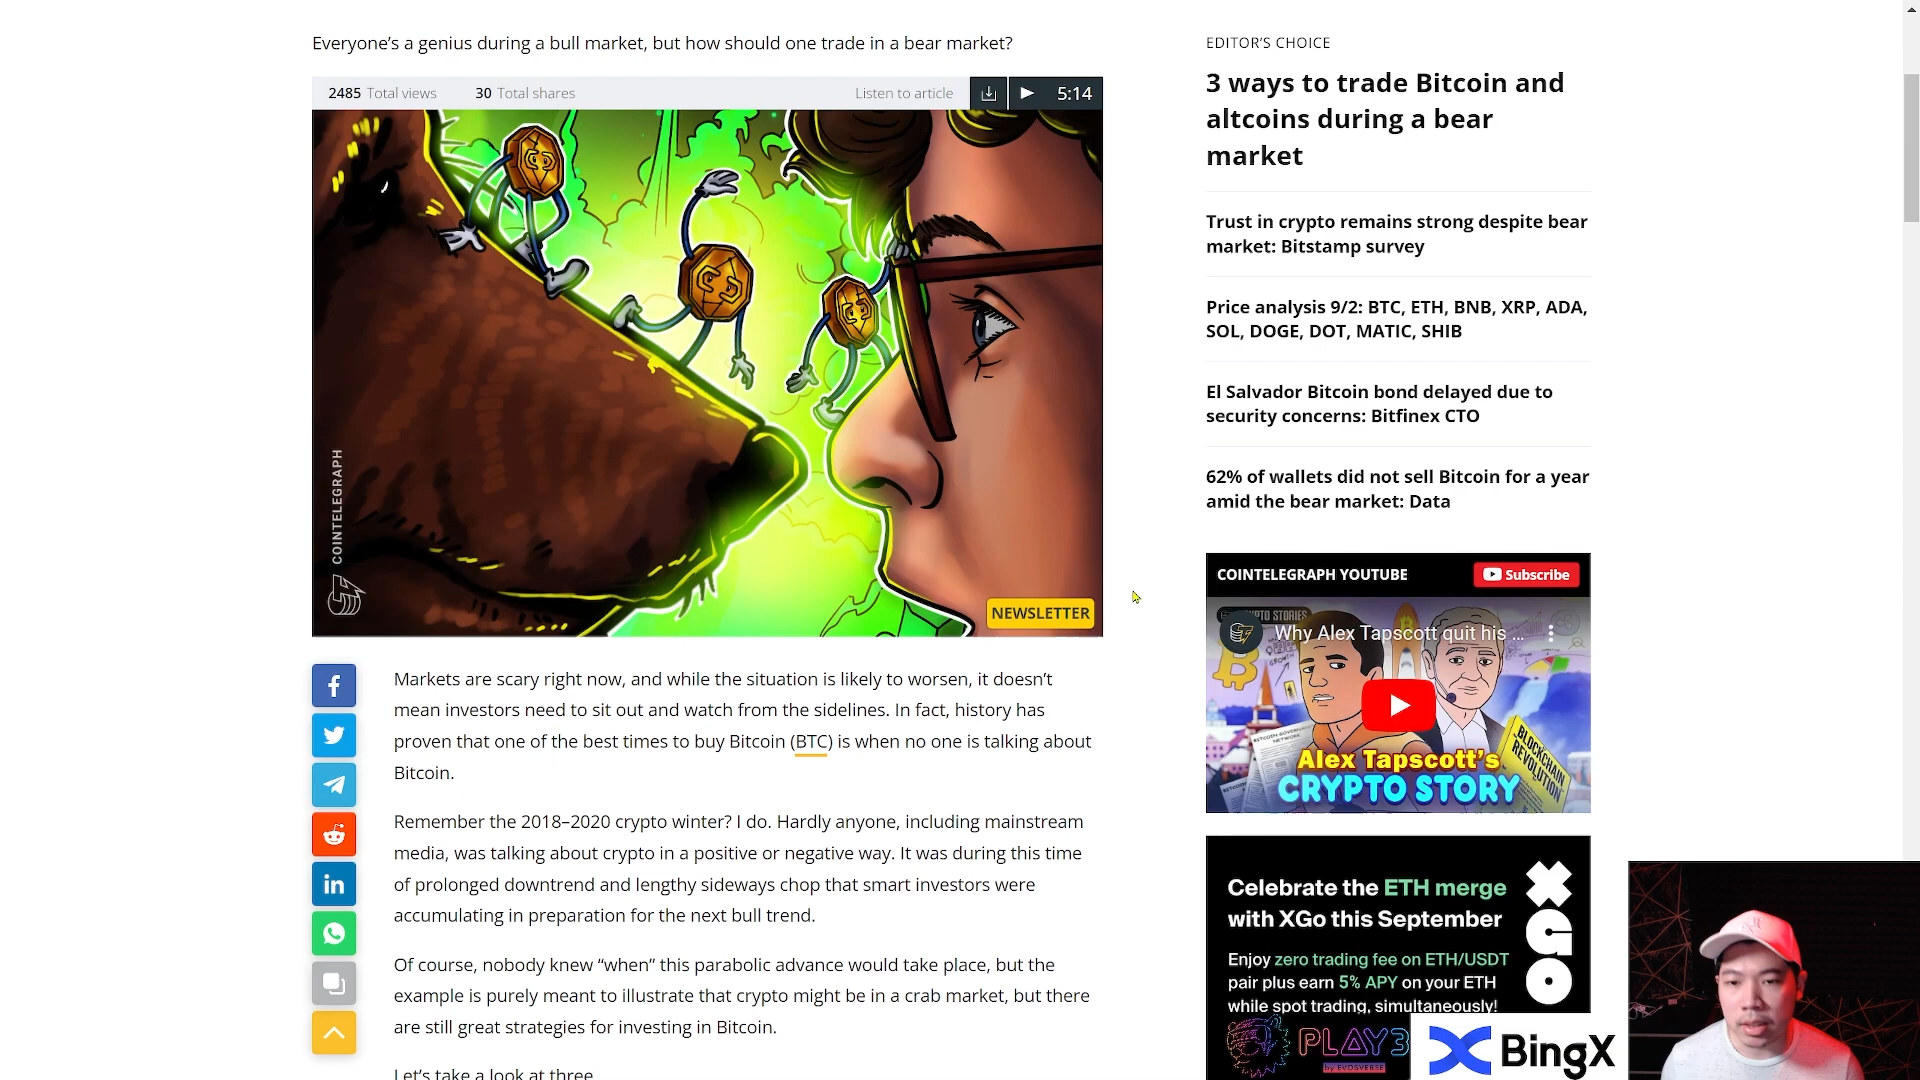 Everyone’s a genius during a bull market, but how should one trade in a bear market?
2485 Total views 30 Total shares Listen to article 5:14
COINTELEGRAPH
NEWSLETTER
Markets are scary right now, and while the situation is likely to worsen, it doesn’t
mean investors need to sit out and watch from the sidelines. In fact, history has
proven that one of the best times to buy Bitcoin (BTC) is when no one is talking about
Bitcoin.
Remember the 2018–2020 crypto winter? I do. Hardly anyone, including mainstream
media, was talking about crypto in a positive or negative way. It was during this time
of prolonged downtrend and lengthy sideways chop that smart investors were
accumulating in preparation for the next bull trend.
Of course, nobody knew “when” this parabolic advance would take place, but the
example is purely meant to illustrate that crypto might be in a crab market, but there
are still great strategies for investing in Bitcoin.
Let’s take a look at three
EDITOR’S CHOICE
3 ways to trade Bitcoin and
altcoins during a bear
market
Trust in crypto remains strong despite bear
market: Bitstamp survey
Price analysis 9/2: BTC, ETH, BNB, XRP, ADA,
SOL, DOGE, DOT, MATIC, SHIB
El Salvador Bitcoin bond delayed due to
security concerns: Bitfinex CTO
62% of wallets did not sell Bitcoin for a year
amid the bear market: Data
COINTELEGRAPH YOUTUBE Subscribe
Why Alex Tapscott quit his ...
BLOCKCHAIN
REVOLUTION
Alex Tapscott's
CRYPTO STORY
Celebrate the ETH merge
with XGo this September
Enjoy zero trading fee on ETH/USDT
pair plus earn 5% APY on your ETH
while spot trading, simultaneously!
XGO
PLAY3
by EVOSVERSE
BingX